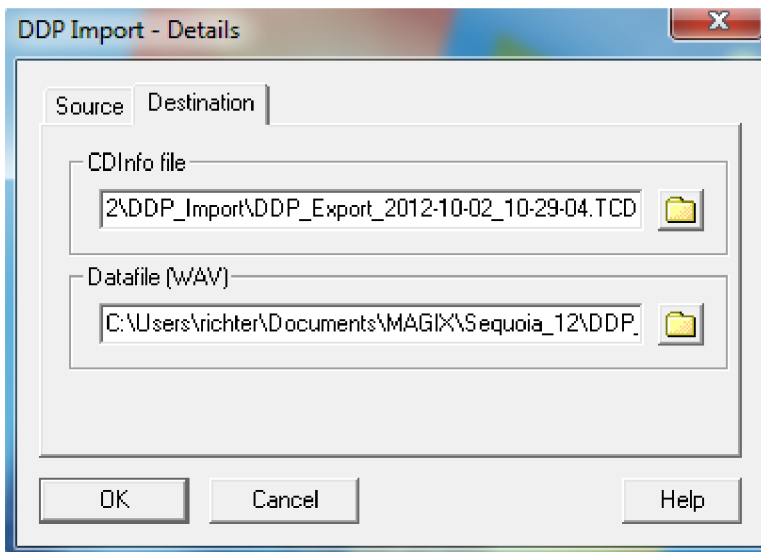 DDP Import - Details
Source Destination
CDInfo file
2\DDP_Import\DDP_Export_2012-10-02_10-29-04.TCD
Datafile (WAV)
C:\Users\richter\Documents\MAGIX\Sequoia_12\DDP_
OK Cancel Help